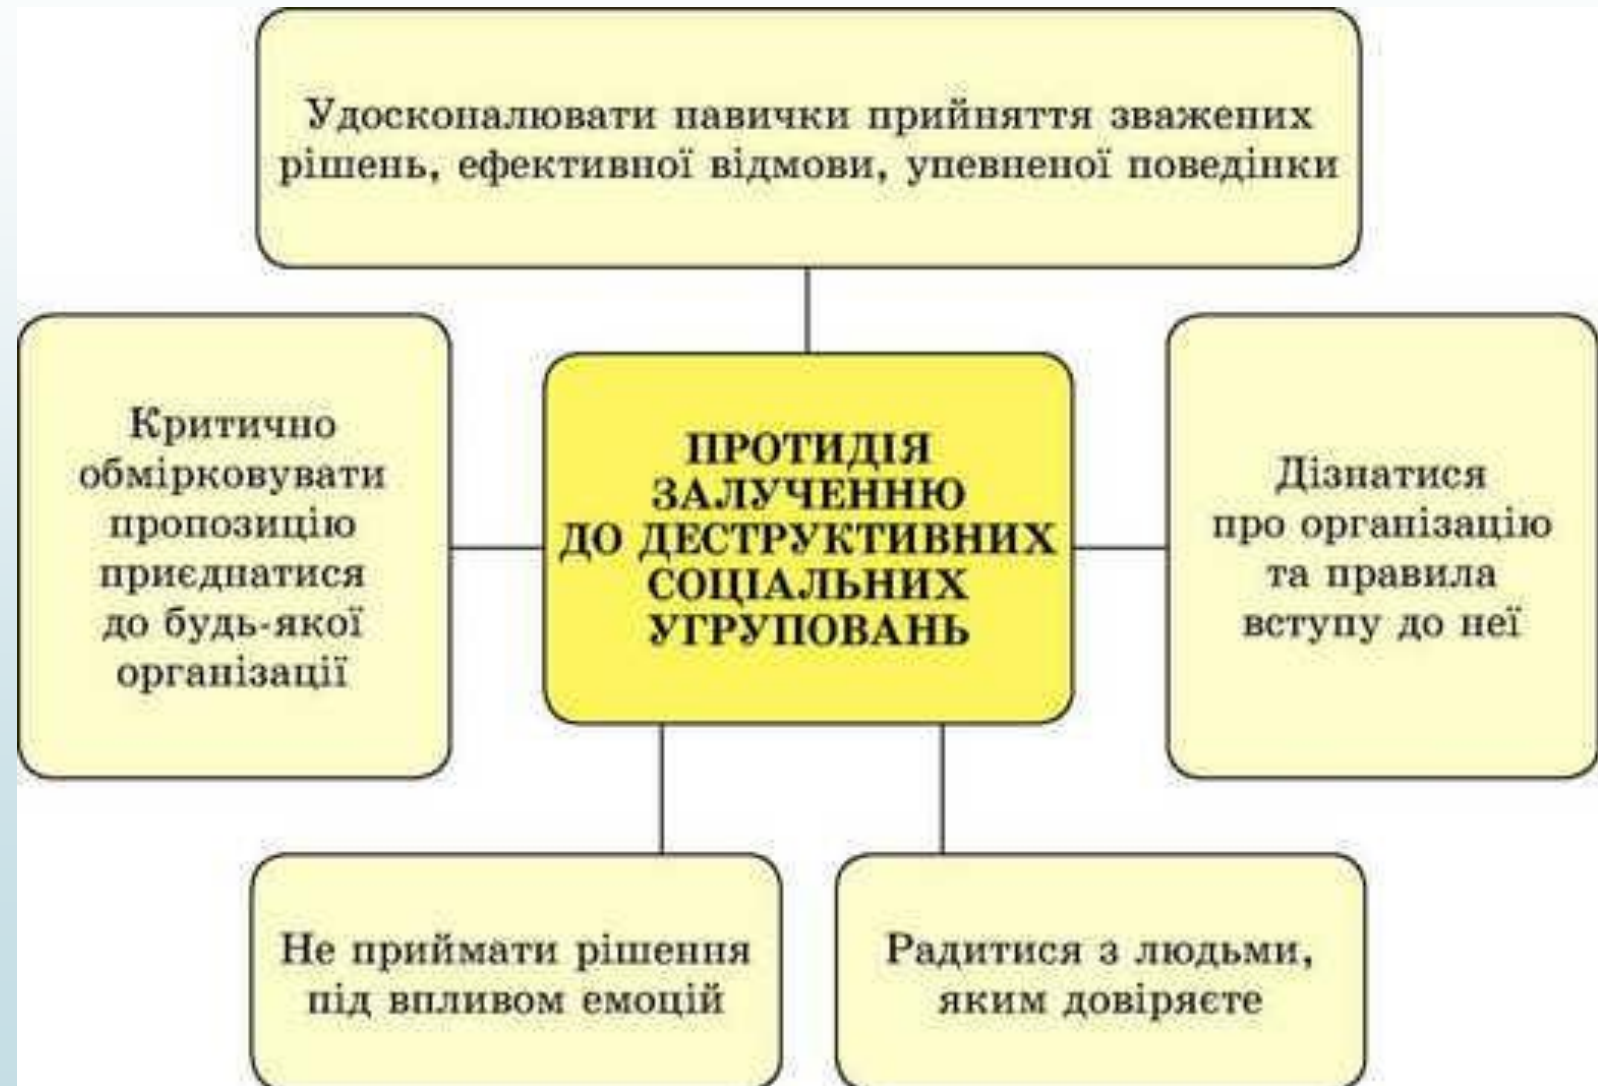 Удосконалювати навички прийняття зважених
рішень, ефективної відмови, упевненої поведінки
Критично
обмірковувати
пропозицію
приєднатися
до будь-якої
організації
ПРОТИДІЯ
ЗАЛУЧЕННЮ
ДО ДЕСТРУКТИВНИХ
СОЦІАЛЬНИХ
УГРУПОВАНЬ
Дізнатися
про організацію
та правила
вступу до неї
Не приймати рішення
під впливом емоцій
Радитися з людьми,
яким довіряєте